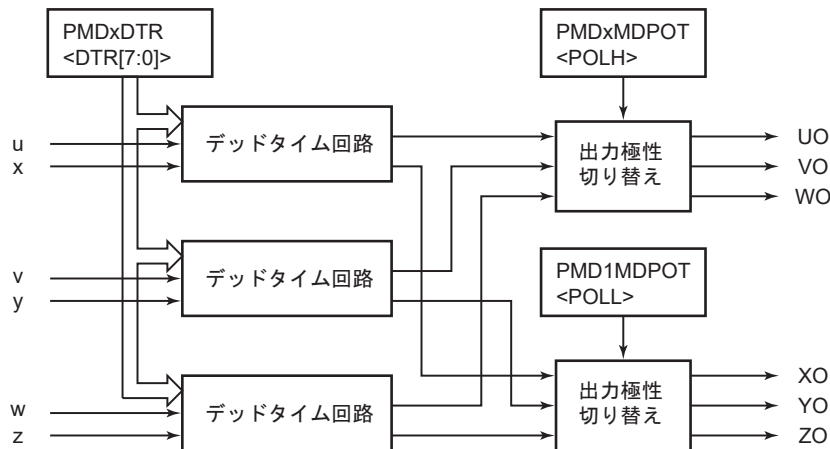 PMDxDTR
<DTR[7:0]>
PMDxMDPOT
<POLH>
u
x
デッドタイム回路
出力極性
切り替え
UO
VO
WO
v
y
デッドタイム回路
PMD1MDPOT
<POLL>
w
z
デッドタイム回路
出力極性
切り替え
XO
YO
ZO